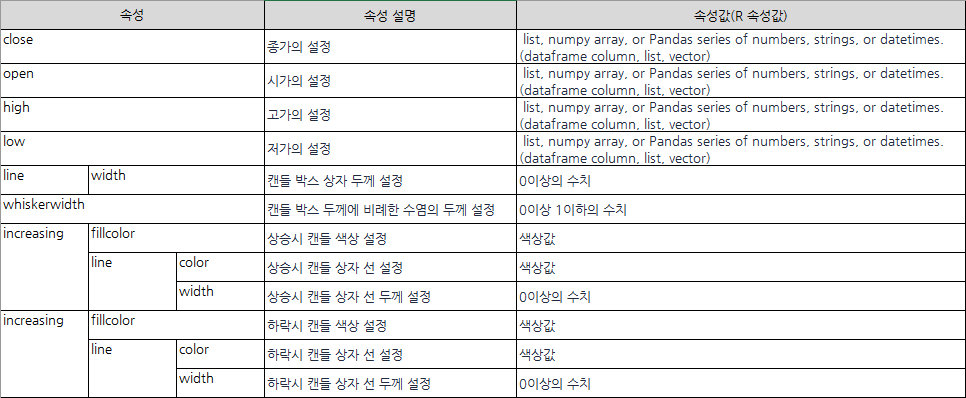 속성 속성 설명 속성값(R 속성값)
close 종가의 설정 list, numpy array, or Pandas series of numbers, strings, or datetimes.
(dataframe column, list, vector)
open 시가의 설정 list, numpy array, or Pandas series of numbers, strings, or datetimes.
(dataframe column, list, vector)
high 고가의 설정 list, numpy array, or Pandas series of numbers, strings, or datetimes.
(dataframe column, list, vector)
low 저가의 설정 list, numpy array, or Pandas series of numbers, strings, or datetimes.
(dataframe column, list, vector)
line width 캔들 박스 상자 두께 설정 0이상의 수치
whiskerwidth 캔들 박스 두께에 비례한 수염의 두께 설정 0이상 1이하의 수치
increasing fillcolor 상승시 캔들 색상 설정 색상값
line color 상승시 캔들 상자 선 설정 색상값
width 상승시 캔들 상자 선 두께 설정 0이상의 수치
increasing fillcolor 하락시 캔들 색상 설정 색상값
line color 하락시 캔들 상자 선 설정 색상값
width 하락시 캔들 상자 선 두께 설정 0이상의 수치